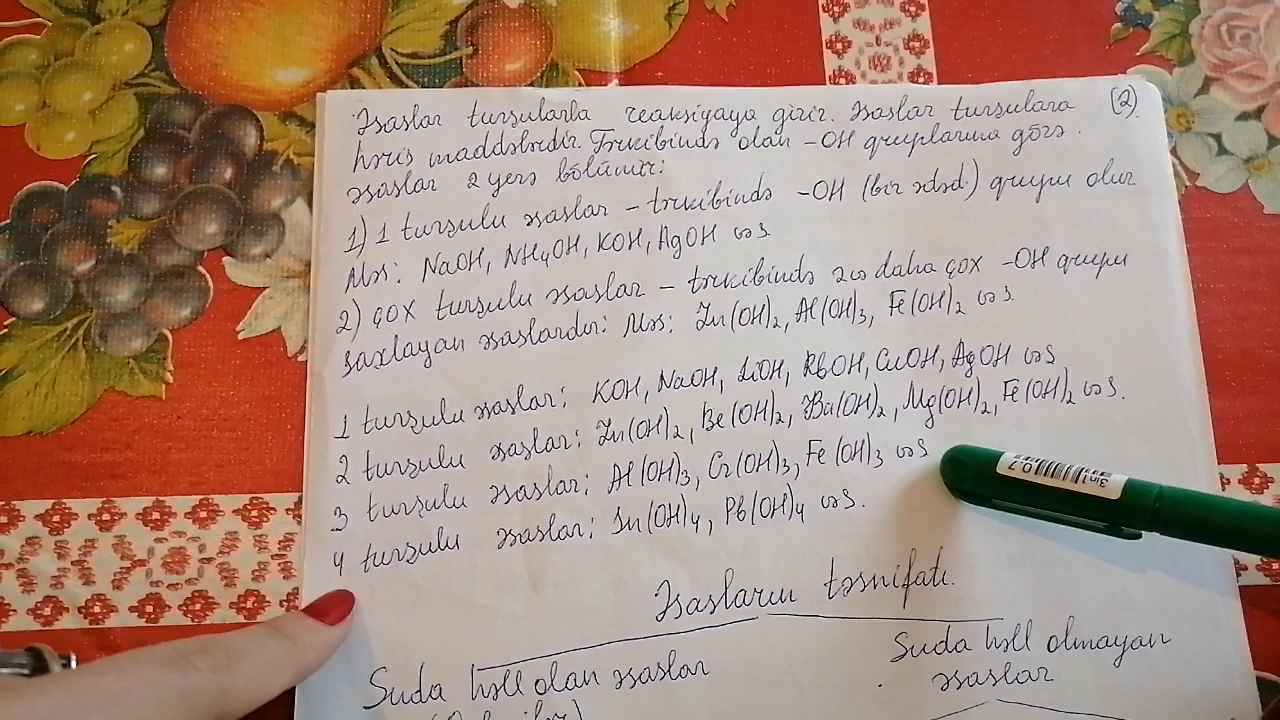 Əsaslar turşularla reaksiyaya girir. Əsaslar turşulara (2)
həris maddələrdir. Tərkibində olan -OH qruplarına görə
əsaslar 2 yerə bölünür:
1) 1 turşulu əsaslar - tərkibində -OH (bir ədəd) qrupu olur
Məs: NaOH, NH₄OH, KOH, AgOH və s
2) çox turşulu əsaslar - tərkibində 2 və daha çox -OH qrupu
saxlayan əsaslardır: Məs: Zn(OH)₂, Al(OH)₃, Fe(OH)₂ və s.
1 turşulu əsaslar: KOH, NaOH, LiOH, RbOH, CuOH, AgOH və s
2 turşulu əsaslar: Zn(OH)₂, Be(OH)₂, Ba(OH)₂, Mg(OH)₂, Fe(OH)₂ və s.
3 turşulu əsaslar: Al(OH)₃, Cr(OH)₃, Fe(OH)₃ və s
4 turşulu əsaslar: Sn(OH)₄, Pb(OH)₄ və s.
Əsasların təsnifatı.
Suda həll olan əsaslar
Suda həll olmayan
əsaslar
3in1
0.7